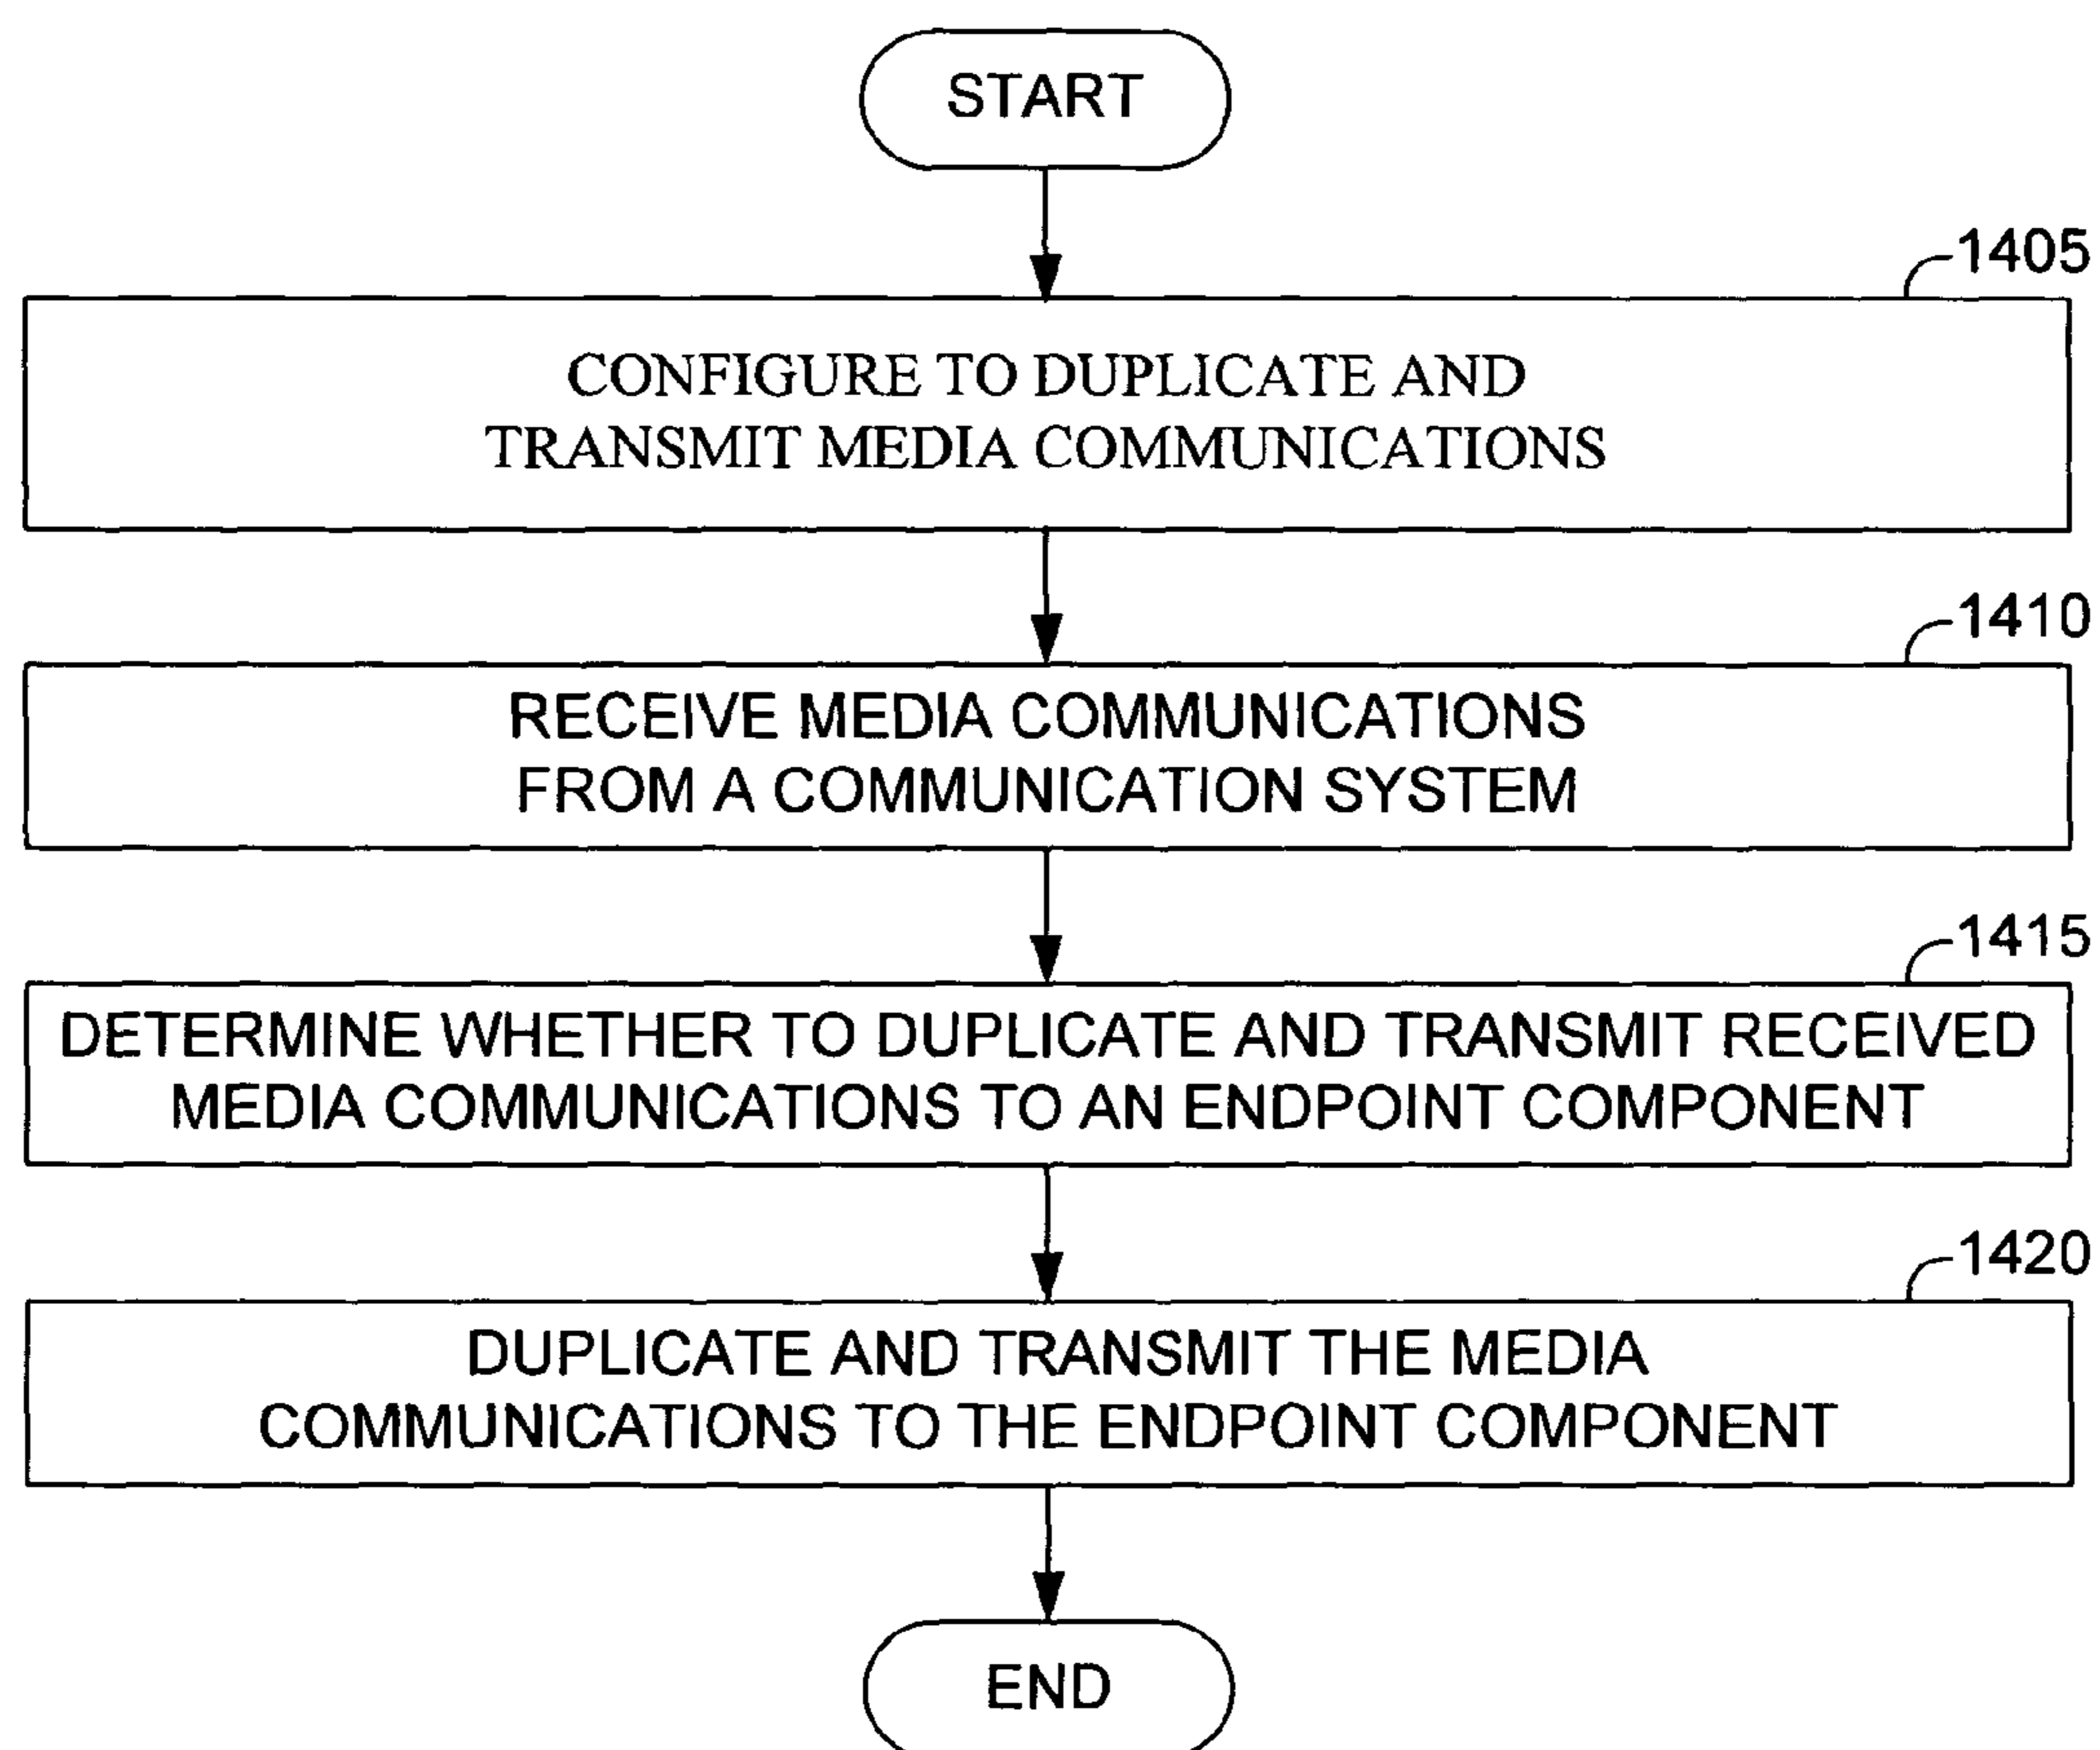 START
1405
CONFIGURE TO DUPLICATE AND
TRANSMIT MEDIA COMMUNICATIONS
1410
RECEIVE MEDIA COMMUNICATIONS
FROM A COMMUNICATION SYSTEM
1415
DETERMINE WHETHER TO DUPLICATE AND TRANSMIT RECEIVED
MEDIA COMMUNICATIONS TO AN ENDPOINT COMPONENT
1420
DUPLICATE AND TRANSMIT THE MEDIA
COMMUNICATIONS TO THE ENDPOINT COMPONENT
END